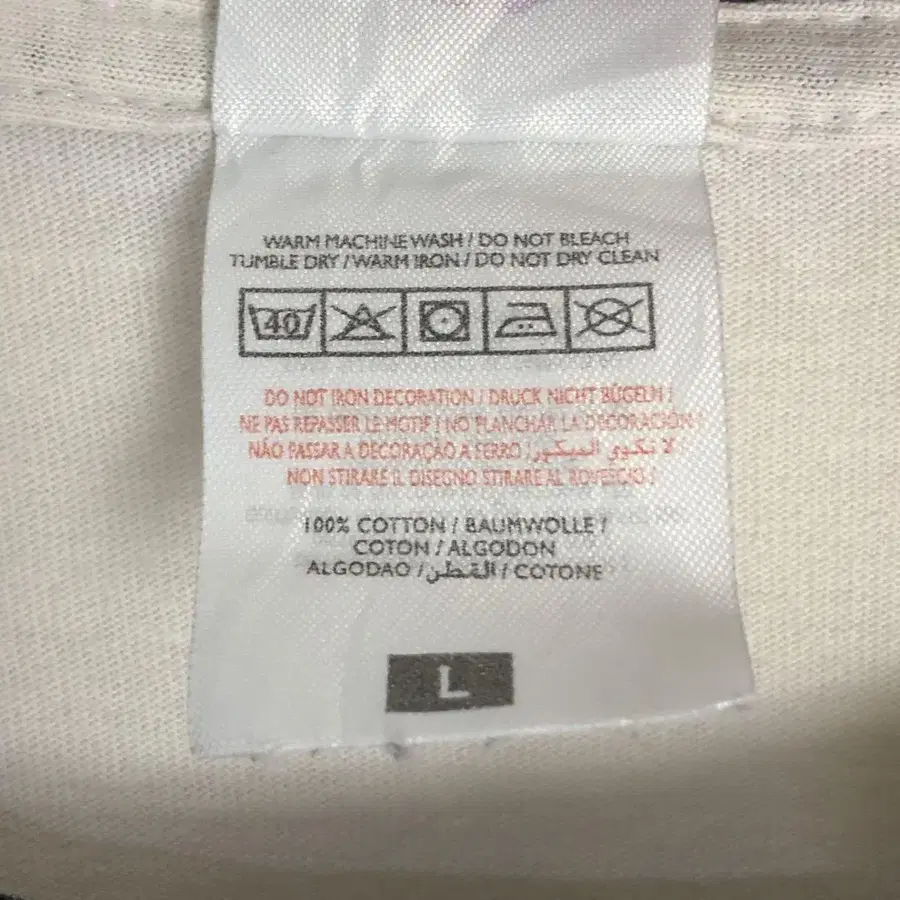 WARM MACHINE WASH / DO NOT BLEACH
TUMBLE DRY / WARM IRON / DO NOT DRY CLEAN
40
DO NOT IRON DECORATION / DRUCK NICHT BÜGELN /
NE PAS REPASSER LE MOTIF / NO PLANCHAR LA DECORACIÓN /
NÃO PASSAR A DECORAÇÃO A FERRO / لا تكوي الديكور
NON STIRARE IL DISEGNO STIRARE AL ROVESCIO /
100% COTTON / BAUMWOLLE /
COTON / ALGODON
ALGODAO / القطن / COTONE
L